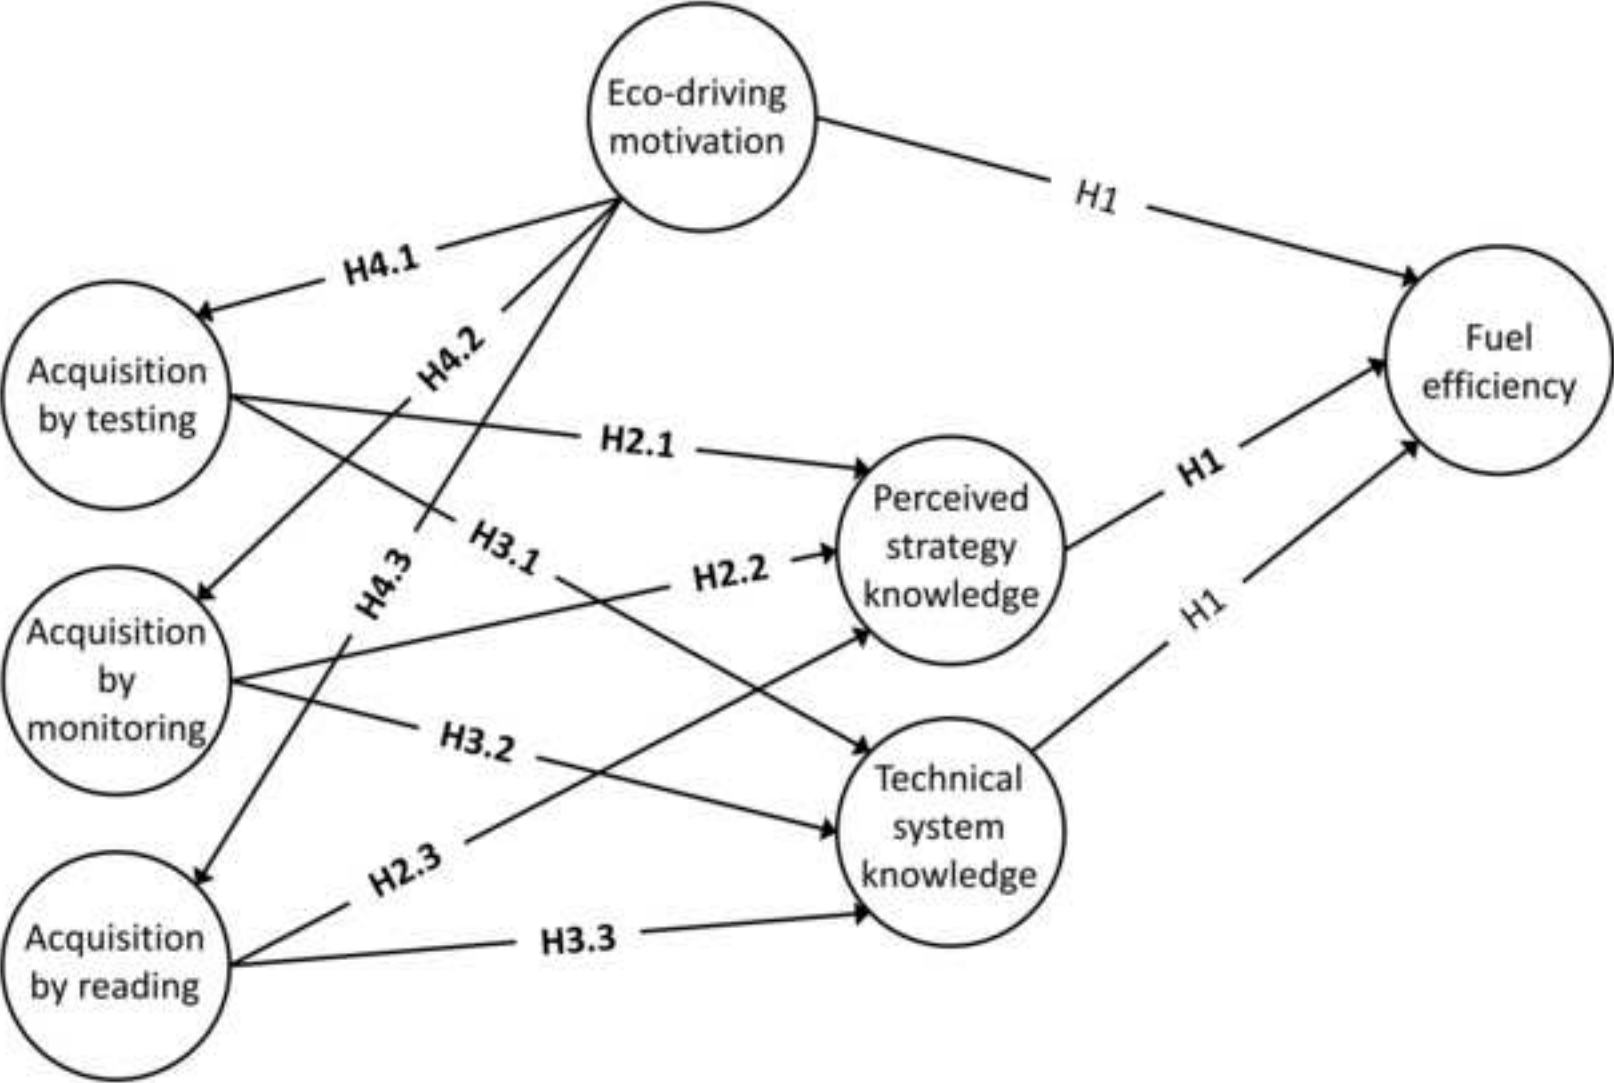 Eco-driving
motivation
H1
H4.1
Acquisition
by testing
H4.2
Fuel
efficiency
H2.1
H1
Perceived
strategy
knowledge
H3.1
H2.2
H4.3
H1
Acquisition
by
monitoring
H3.2
Technical
system
knowledge
H2.3
H3.3
Acquisition
by reading